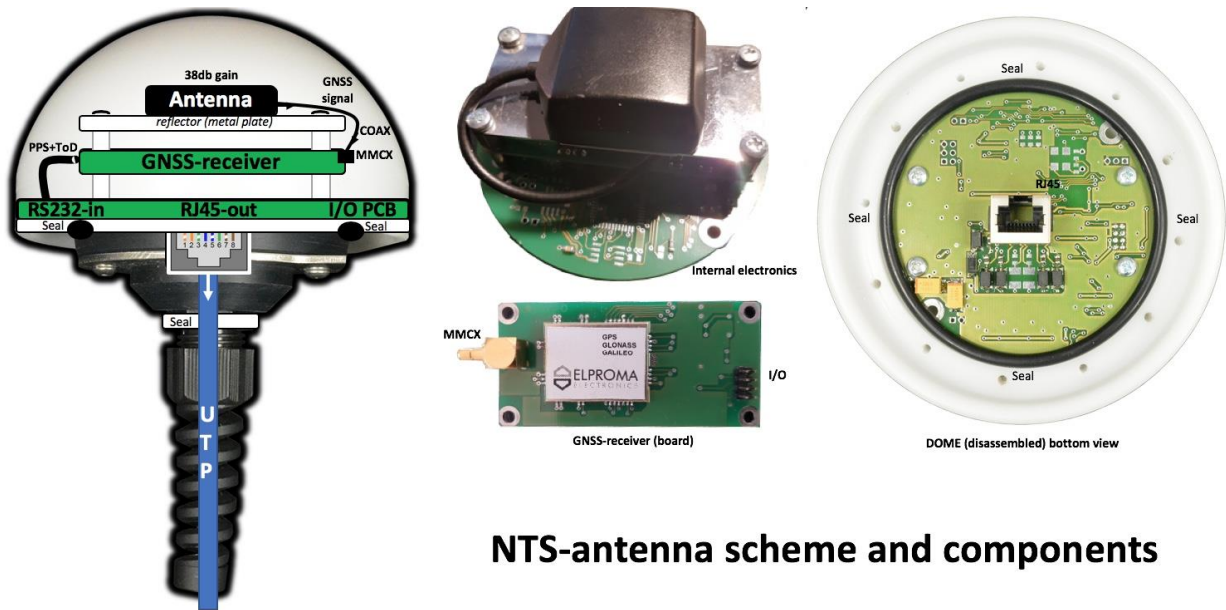 38db gain
Antenna
GNSS
signal
reflector (metal plate)
COAX
PPS+ToD
MMCX
GNSS-receiver
RS232-in RJ45-out I/O PCB
Seal Seal
1 2 3 4 5 6 7 8
Seal
UTP
Internal electronics
MMCX
GPS
GLONASS
GALILEO
ELPROMA
ELECTRONICS
I/O
GNSS-receiver (board)
Seal
RJ45
Seal Seal
Seal
DOME (disassembled) bottom view
NTS-antenna scheme and components